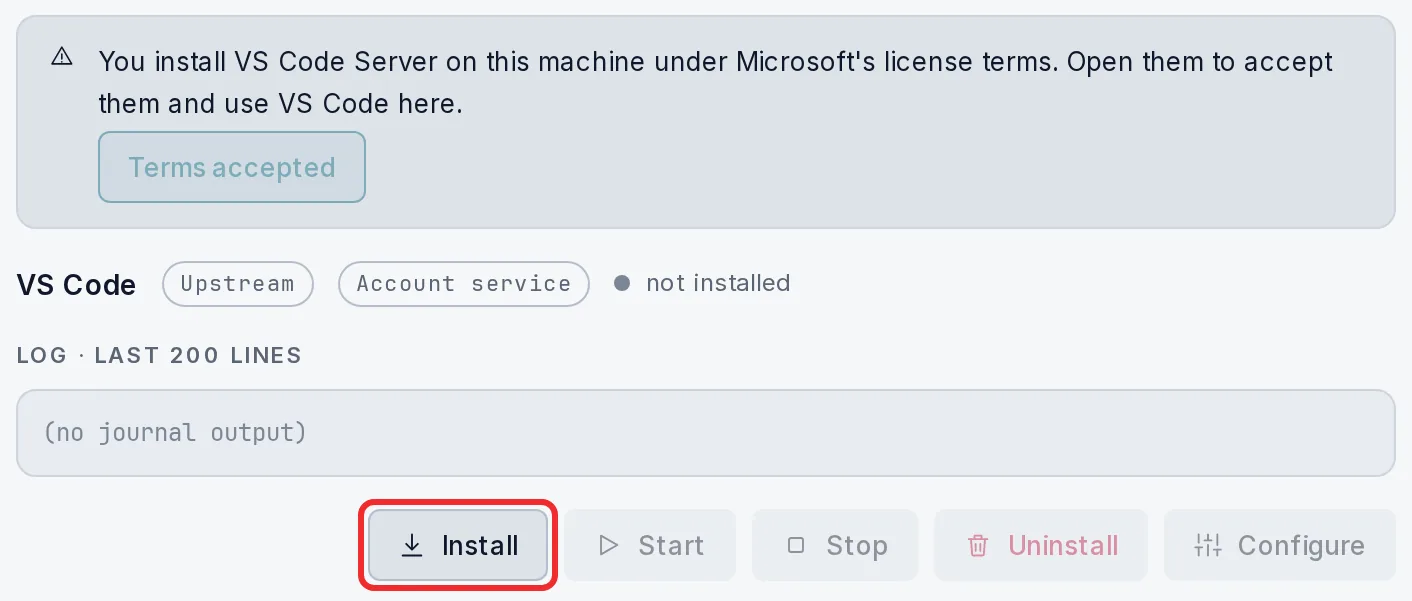 You install VS Code Server on this machine under Microsoft's license terms. Open them to accept
them and use VS Code here.
Terms accepted
VS Code Upstream Account service not installed
LOG · LAST 200 LINES
(no journal output)
Install Start Stop Uninstall Configure